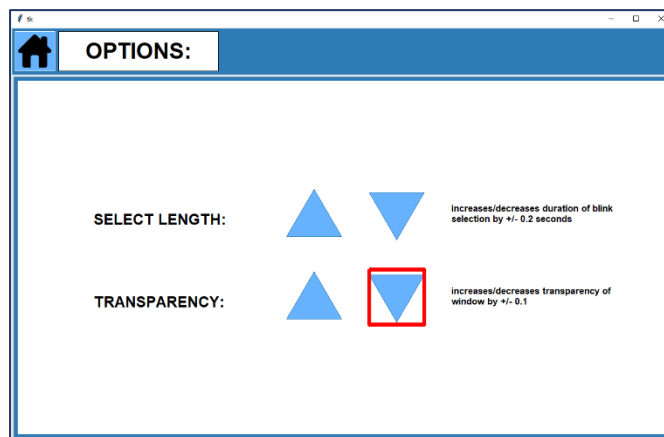 tk
OPTIONS:
SELECT LENGTH:
increases/decreases duration of blink
selection by +/- 0.2 seconds
TRANSPARENCY:
increases/decreases transparency of
window by +/- 0.1